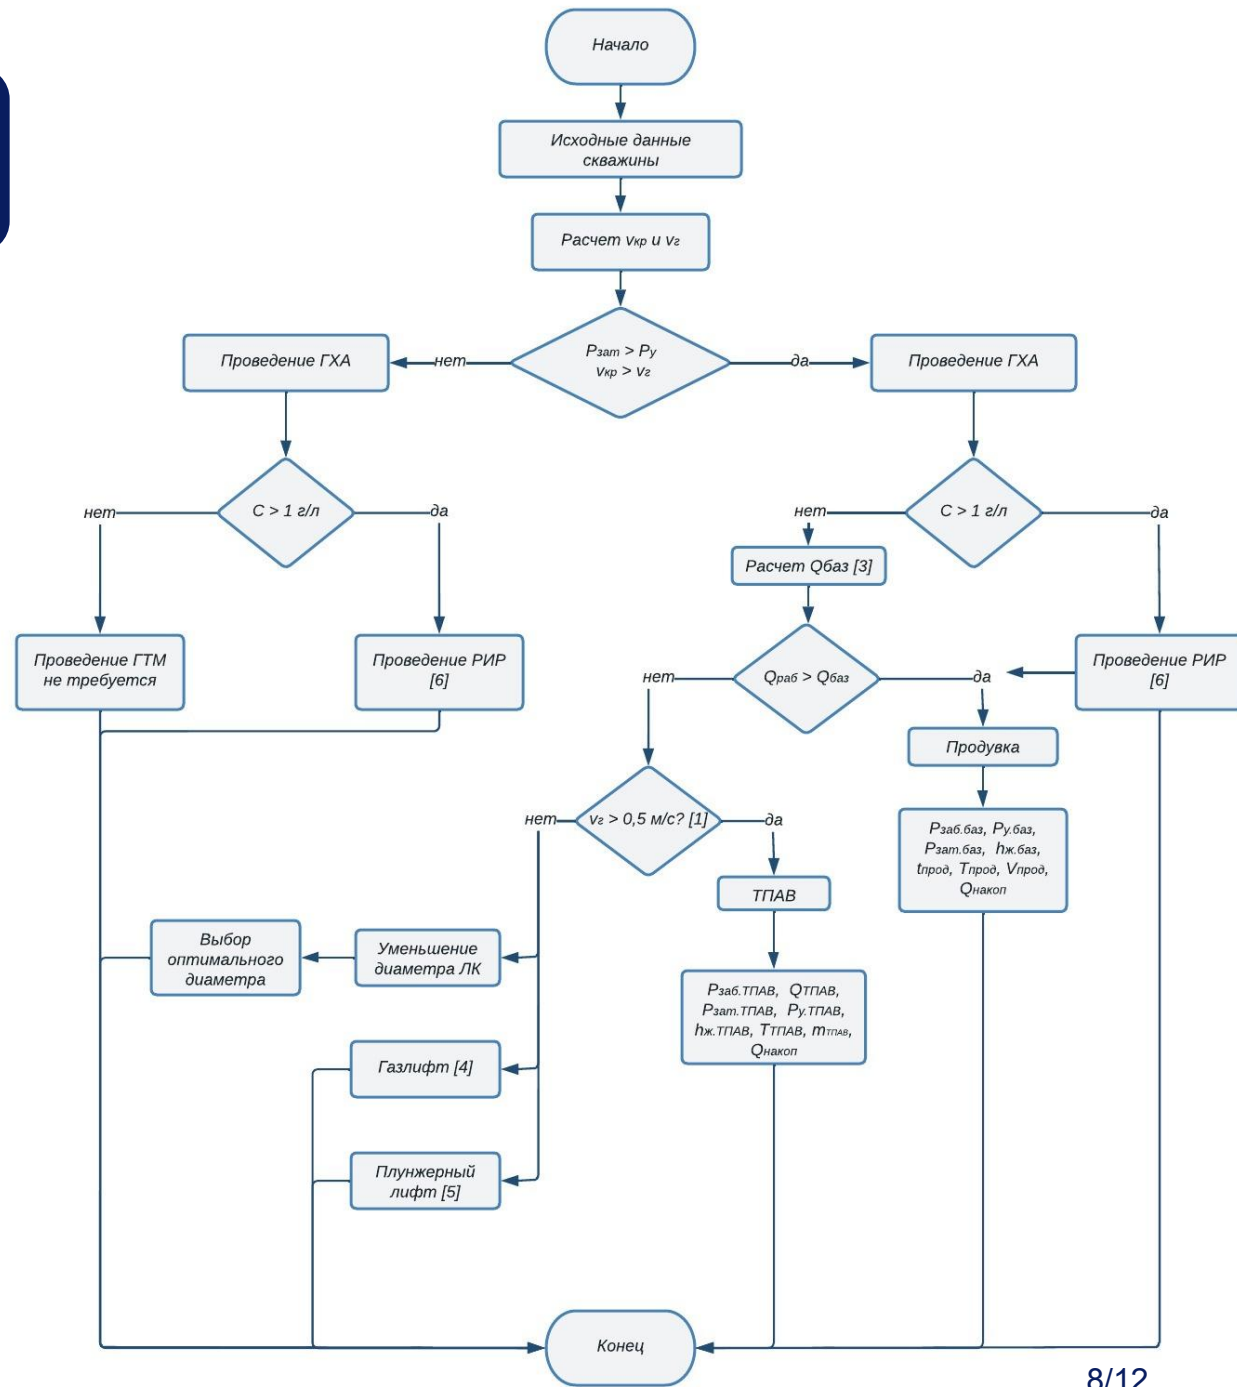 Начало
Исходные данные
скважины
Расчет vкр и vг
Pзат > Pу
vкр > vг
нет
да
Проведение ГХА
Проведение ГХА
C > 1 г/л
нет
да
C > 1 г/л
нет
да
Расчет Qбаз [3]
Проведение ГТМ
не требуется
Проведение РИР
[6]
Qраб > Qбаз
нет
да
Проведение РИР
[6]
Продувка
vг > 0,5 м/с? [1]
нет
да
Pзаб.баз, Pу.баз,
Pзат.баз, hж.баз,
tпрод, Tпрод, Vпрод,
Qнакоп
ТПАВ
Выбор
оптимального
диаметра
Уменьшение
диаметра ЛК
Pзаб.ТПАВ, QТПАВ,
Pзат.ТПАВ, Pу.ТПАВ,
hж.ТПАВ, TТПАВ, mТПАВ,
Qнакоп
Газлифт [4]
Плунжерный
лифт [5]
Конец
8/12